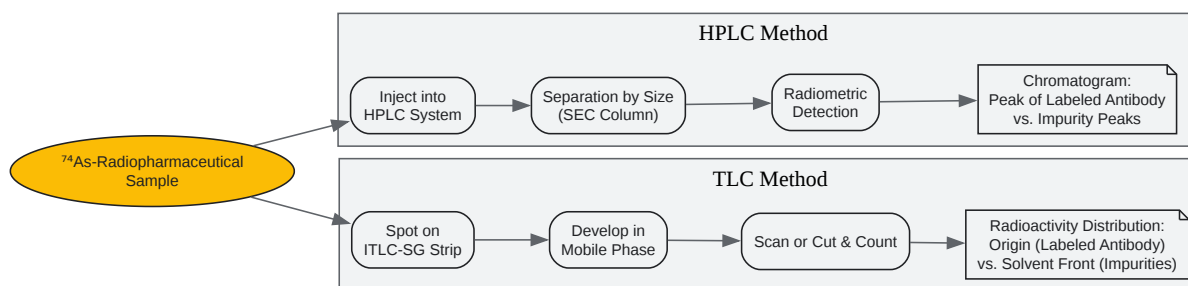 HPLC Method
Inject into
HPLC System
Separation by Size
(SEC Column)
Radiometric
Detection
Chromatogram:
Peak of Labeled Antibody
vs. Impurity Peaks
⁷⁴As-Radiopharmaceutical
Sample
TLC Method
Spot on
ITLC-SG Strip
Develop in
Mobile Phase
Scan or Cut & Count
Radioactivity Distribution:
Origin (Labeled Antibody)
vs. Solvent Front (Impurities)